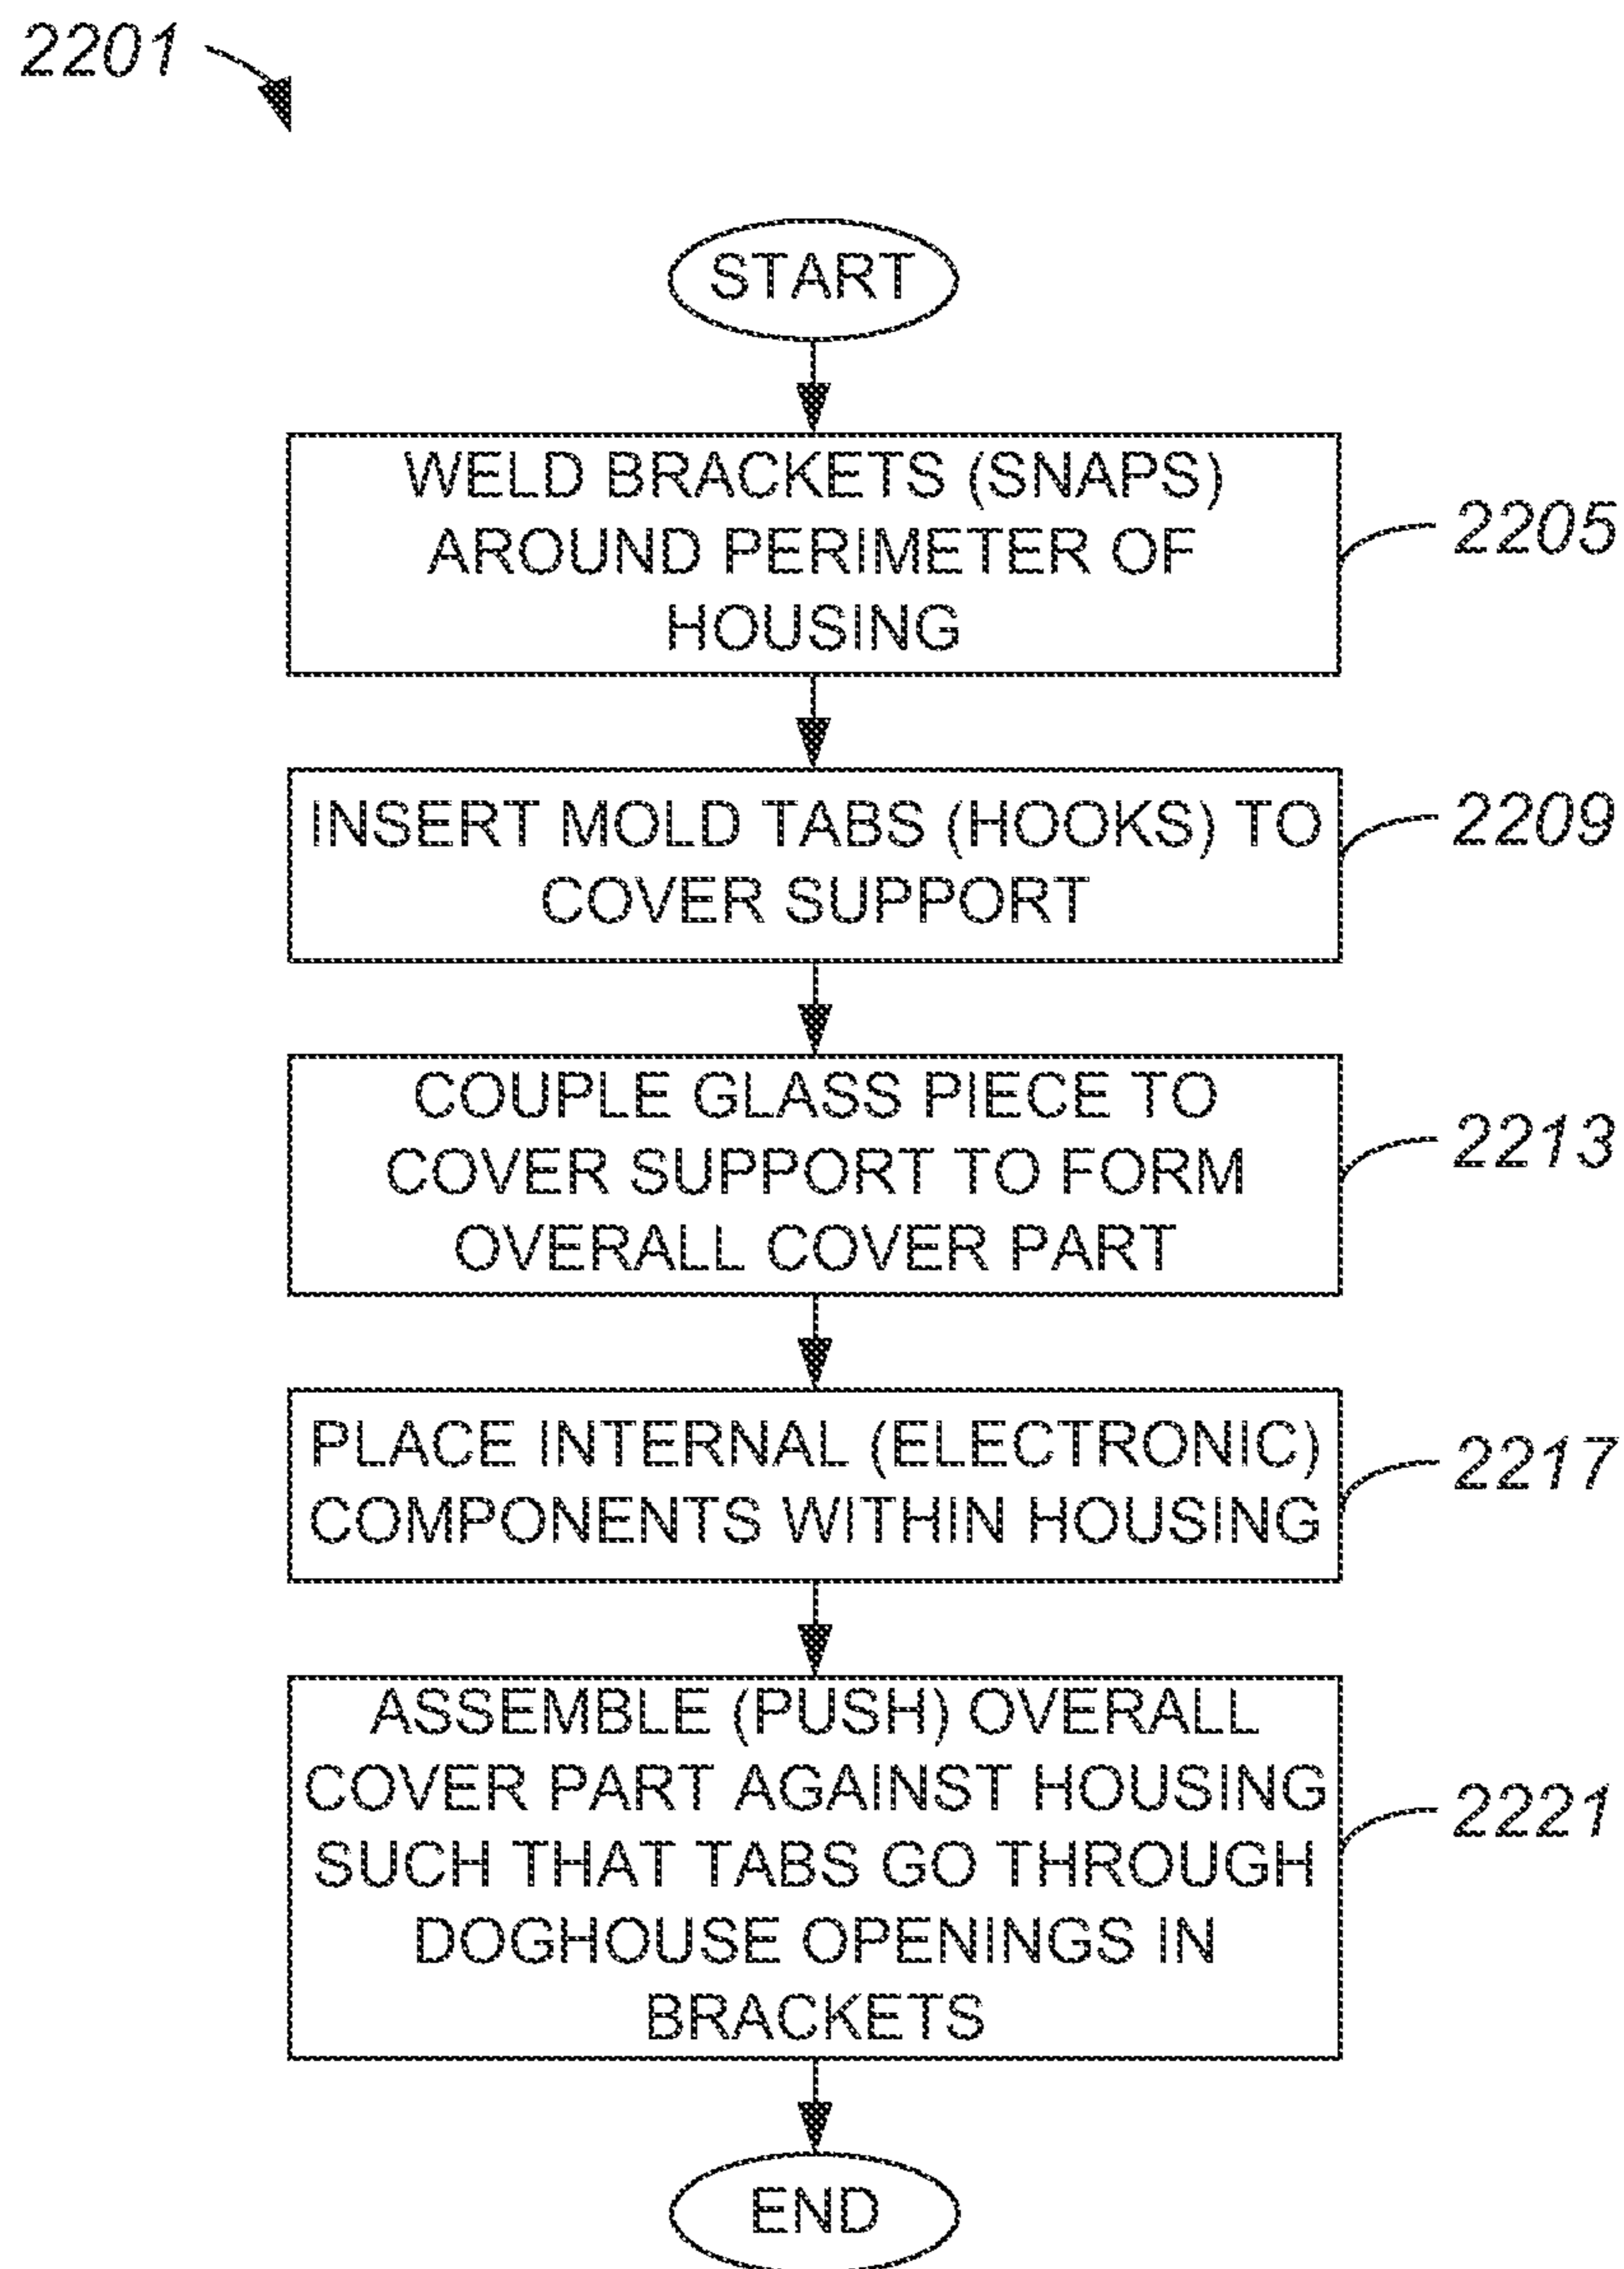 2201
START
WELD BRACKETS (SNAPS)
AROUND PERIMETER OF
HOUSING
2205
INSERT MOLD TABS (HOOKS) TO
COVER SUPPORT
2209
COUPLE GLASS PIECE TO
COVER SUPPORT TO FORM
OVERALL COVER PART
2213
PLACE INTERNAL (ELECTRONIC)
COMPONENTS WITHIN HOUSING
2217
ASSEMBLE (PUSH) OVERALL
COVER PART AGAINST HOUSING
SUCH THAT TABS GO THROUGH
DOGHOUSE OPENINGS IN
BRACKETS
2221
END